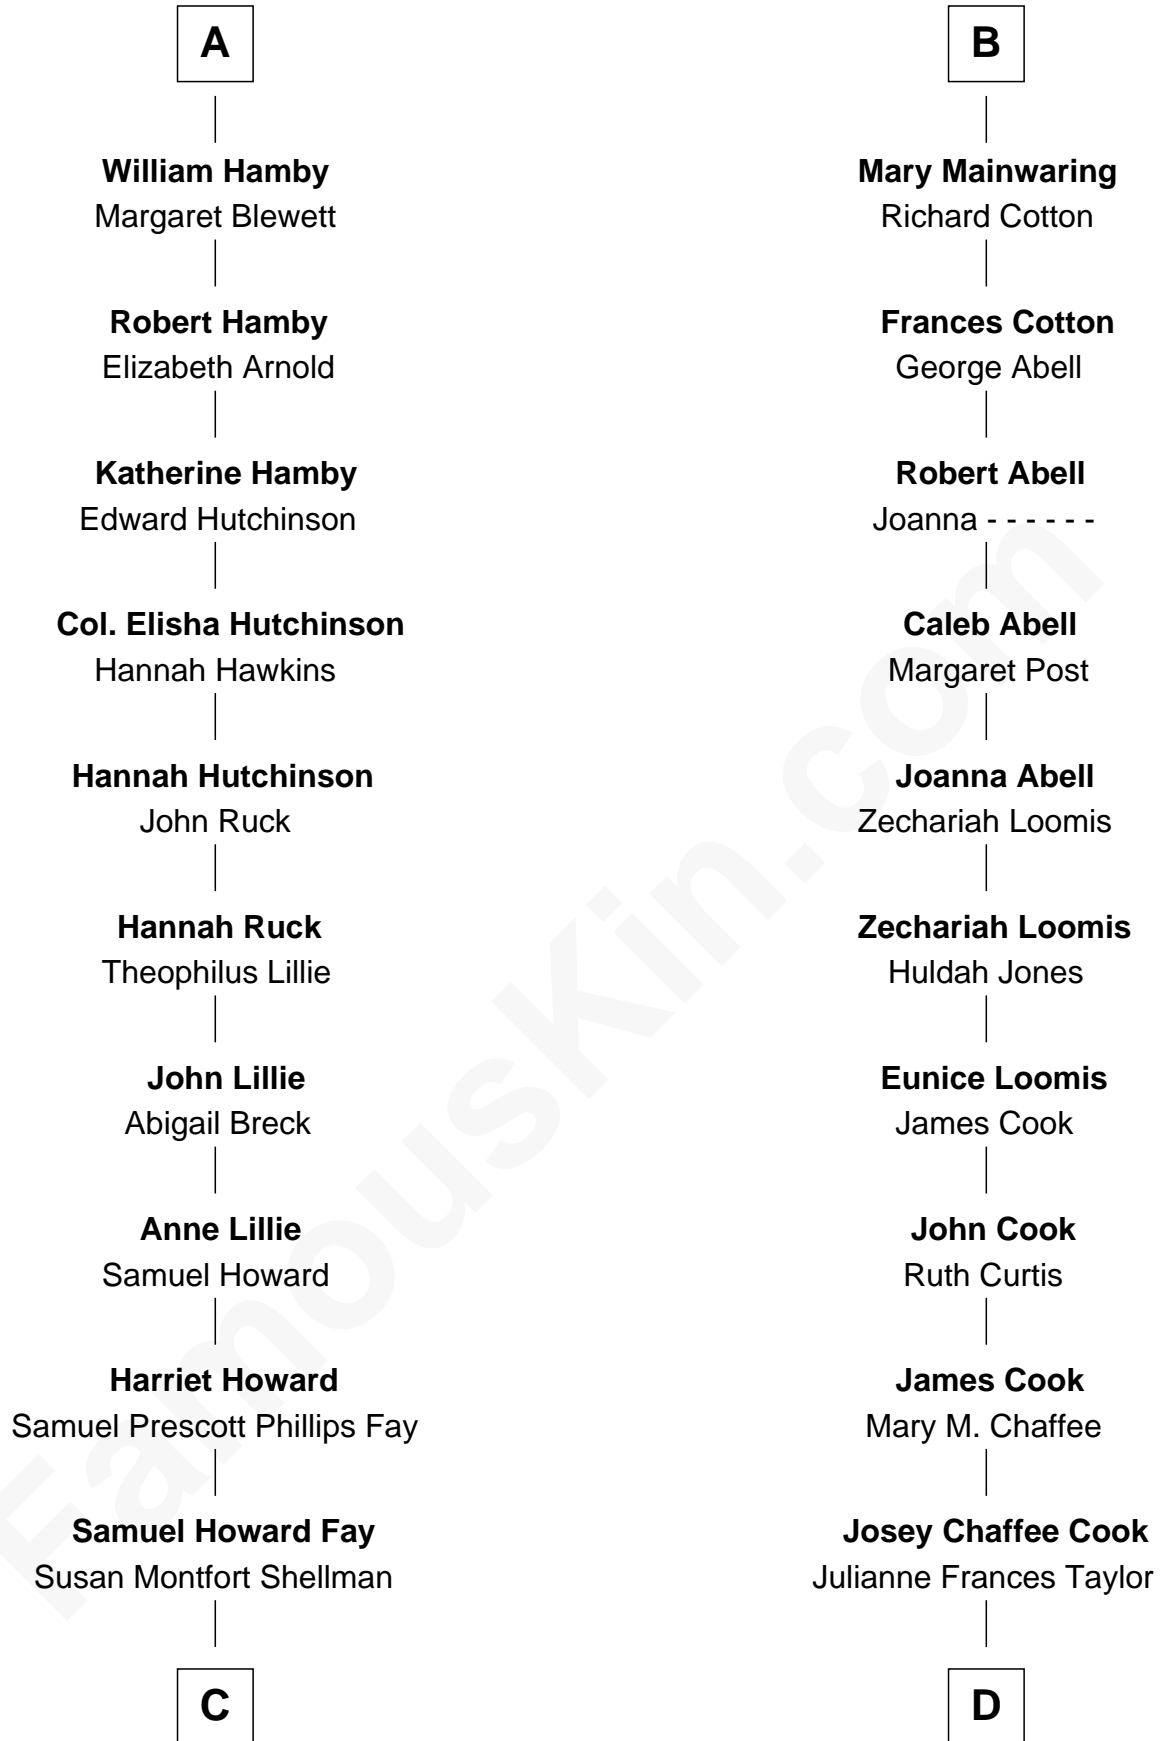 A
William Hamby
Margaret Blewett
Robert Hamby
Elizabeth Arnold
Katherine Hamby
Edward Hutchinson
Col. Elisha Hutchinson
Hannah Hawkins
Hannah Hutchinson
John Ruck
Hannah Ruck
Theophilus Lillie
John Lillie
Abigail Breck
Anne Lillie
Samuel Howard
Harriet Howard
Samuel Prescott Phillips Fay
Samuel Howard Fay
Susan Montfort Shellman
C
B
Mary Mainwaring
Richard Cotton
Frances Cotton
George Abell
Robert Abell
Joanna - - - - - -
Caleb Abell
Margaret Post
Joanna Abell
Zechariah Loomis
Zechariah Loomis
Huldah Jones
Eunice Loomis
James Cook
John Cook
Ruth Curtis
James Cook
Mary M. Chaffee
Josey Chaffee Cook
Julianne Frances Taylor
D
FamousKin.com